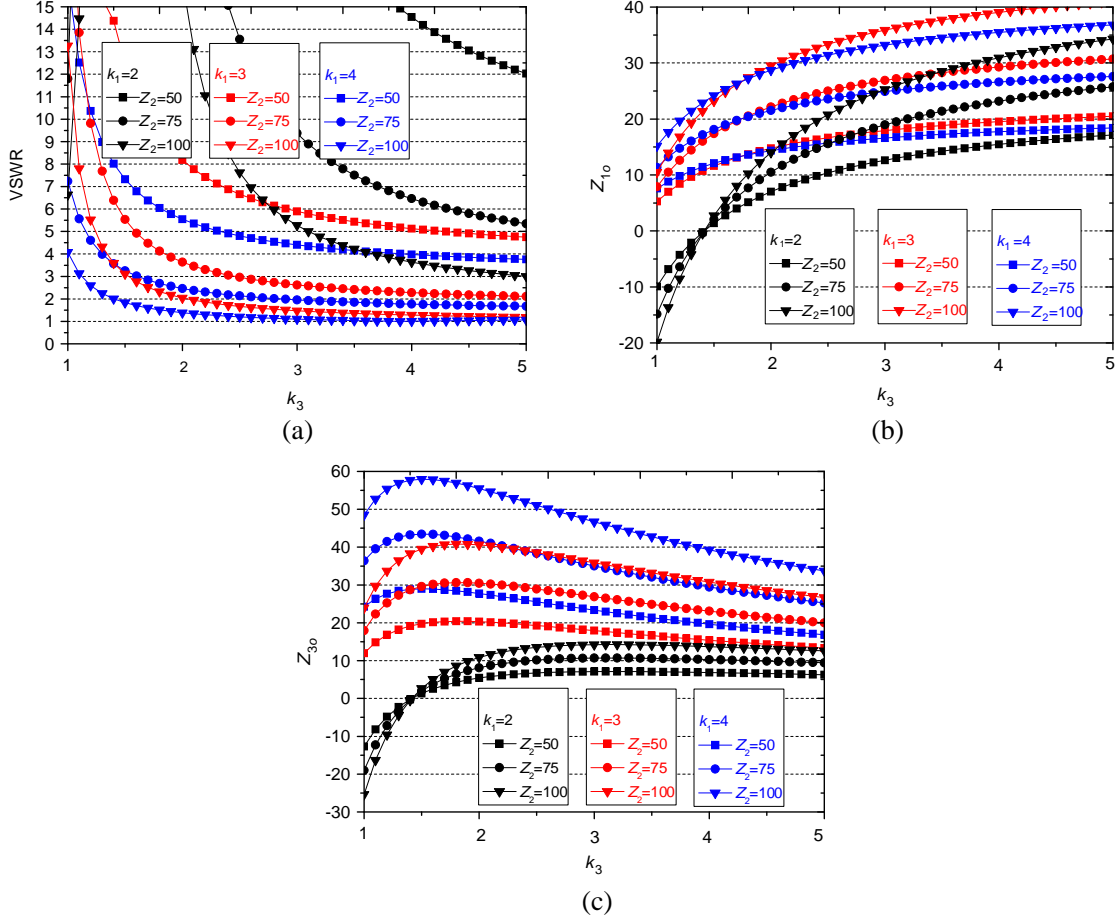 15
14
13
12
11
10
9
8
7
6
5
4
3
2
1
0
VSWR
k1=2
Z2=50
Z2=75
Z2=100
k1=3
Z2=50
Z2=75
Z2=100
k1=4
Z2=50
Z2=75
Z2=100
1 2 3 4 5
k3
(a)
40
30
20
10
0
-10
-20
Z1o
k1=2
Z2=50
Z2=75
Z2=100
k1=3
Z2=50
Z2=75
Z2=100
k1=4
Z2=50
Z2=75
Z2=100
1 2 3 4 5
k3
(b)
60
50
40
30
20
10
0
-10
-20
-30
Z3o
k1=2
Z2=50
Z2=75
Z2=100
k1=3
Z2=50
Z2=75
Z2=100
k1=4
Z2=50
Z2=75
Z2=100
1 2 3 4 5
k3
(c)